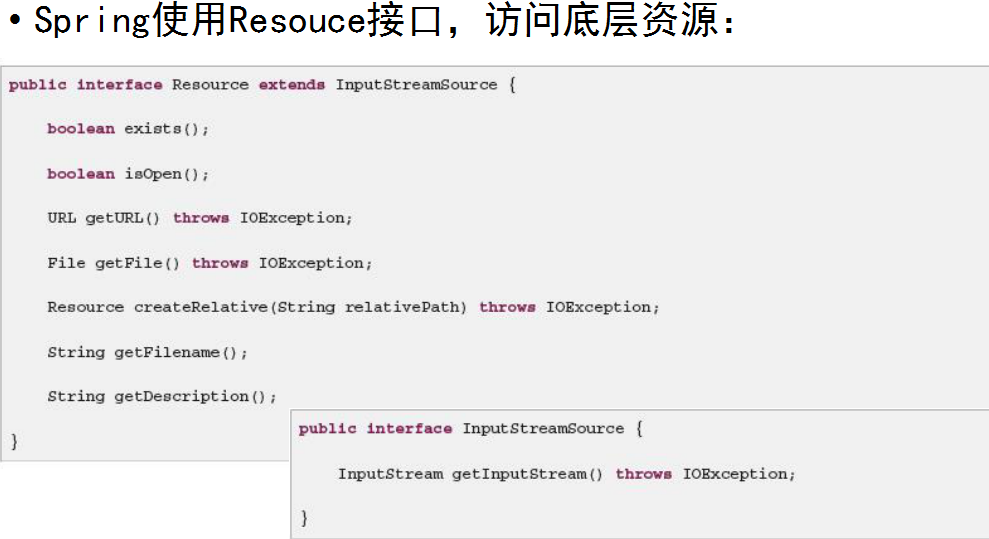 • Spring使用Resouce接口，访问底层资源：
public interface Resource extends InputStreamSource {
boolean exists();
boolean isOpen();
URL getURL() throws IOException;
File getFile() throws IOException;
Resource createRelative(String relativePath) throws IOException;
String getFilename();
String getDescription();
}
public interface InputStreamSource {
InputStream getInputStream() throws IOException;
}